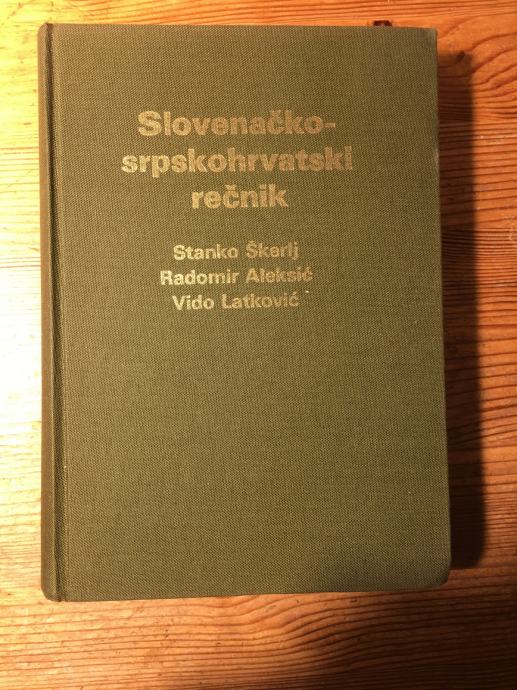 Slovenačko-
srpskohrvatski
rečnik
Stanko Škerlj
Radomir Aleksić
Vido Latković